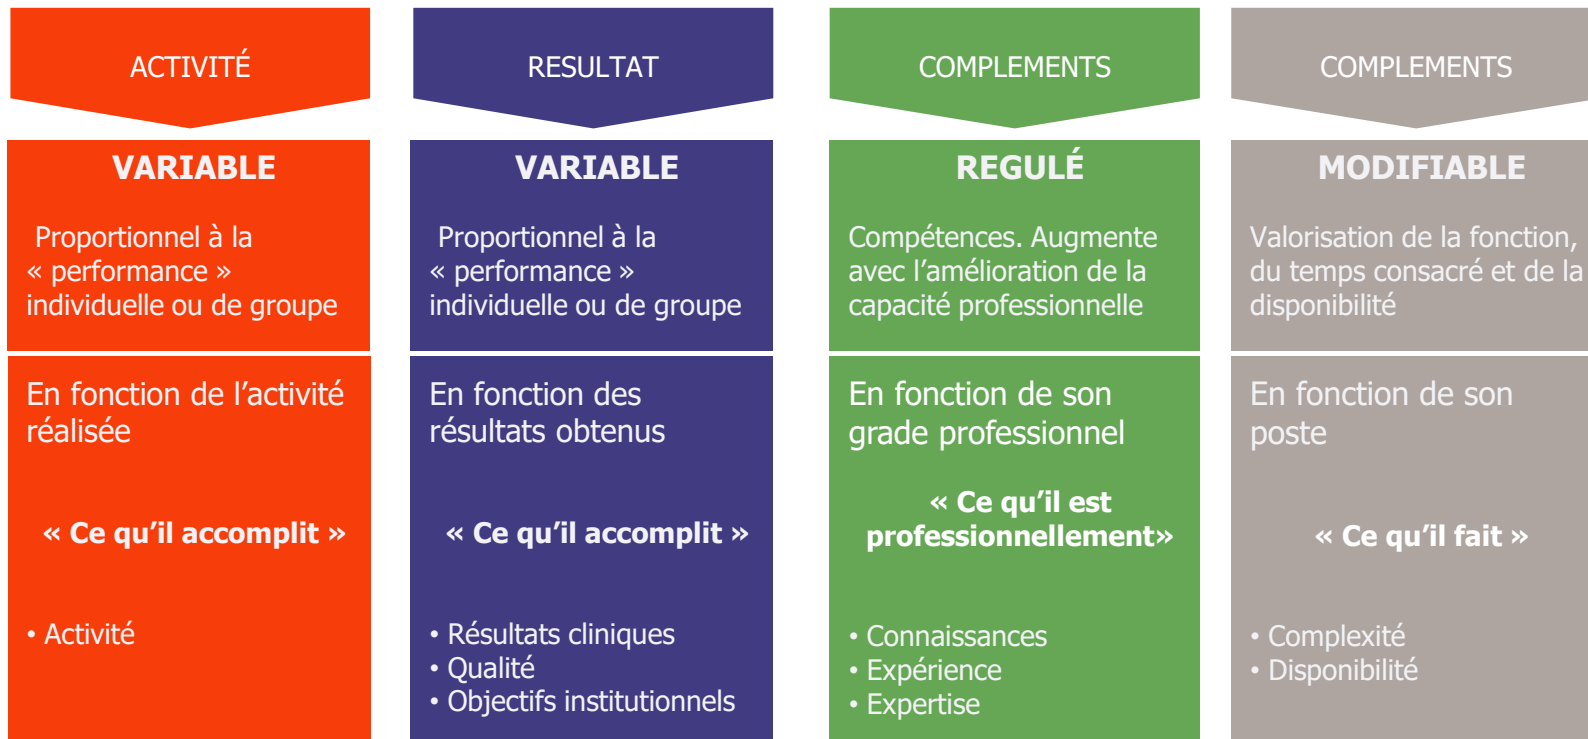 ACTIVITÉ
VARIABLE
Proportionnel à la
« performance »
individuelle ou de groupe
En fonction de l’activité
réalisée
« Ce qu’il accomplit »
• Activité
RESULTAT
VARIABLE
Proportionnel à la
« performance »
individuelle ou de groupe
En fonction des
résultats obtenus
« Ce qu’il accomplit »
• Résultats cliniques
• Qualité
• Objectifs institutionnels
COMPLEMENTS
REGULÉ
Compétences. Augmente
avec l’amélioration de la
capacité professionnelle
En fonction de son
grade professionnel
« Ce qu’il est
professionnellement»
• Connaissances
• Expérience
• Expertise
COMPLEMENTS
MODIFIABLE
Valorisation de la fonction,
du temps consacré et de la
disponibilité
En fonction de son
poste
« Ce qu’il fait »
• Complexité
• Disponibilité